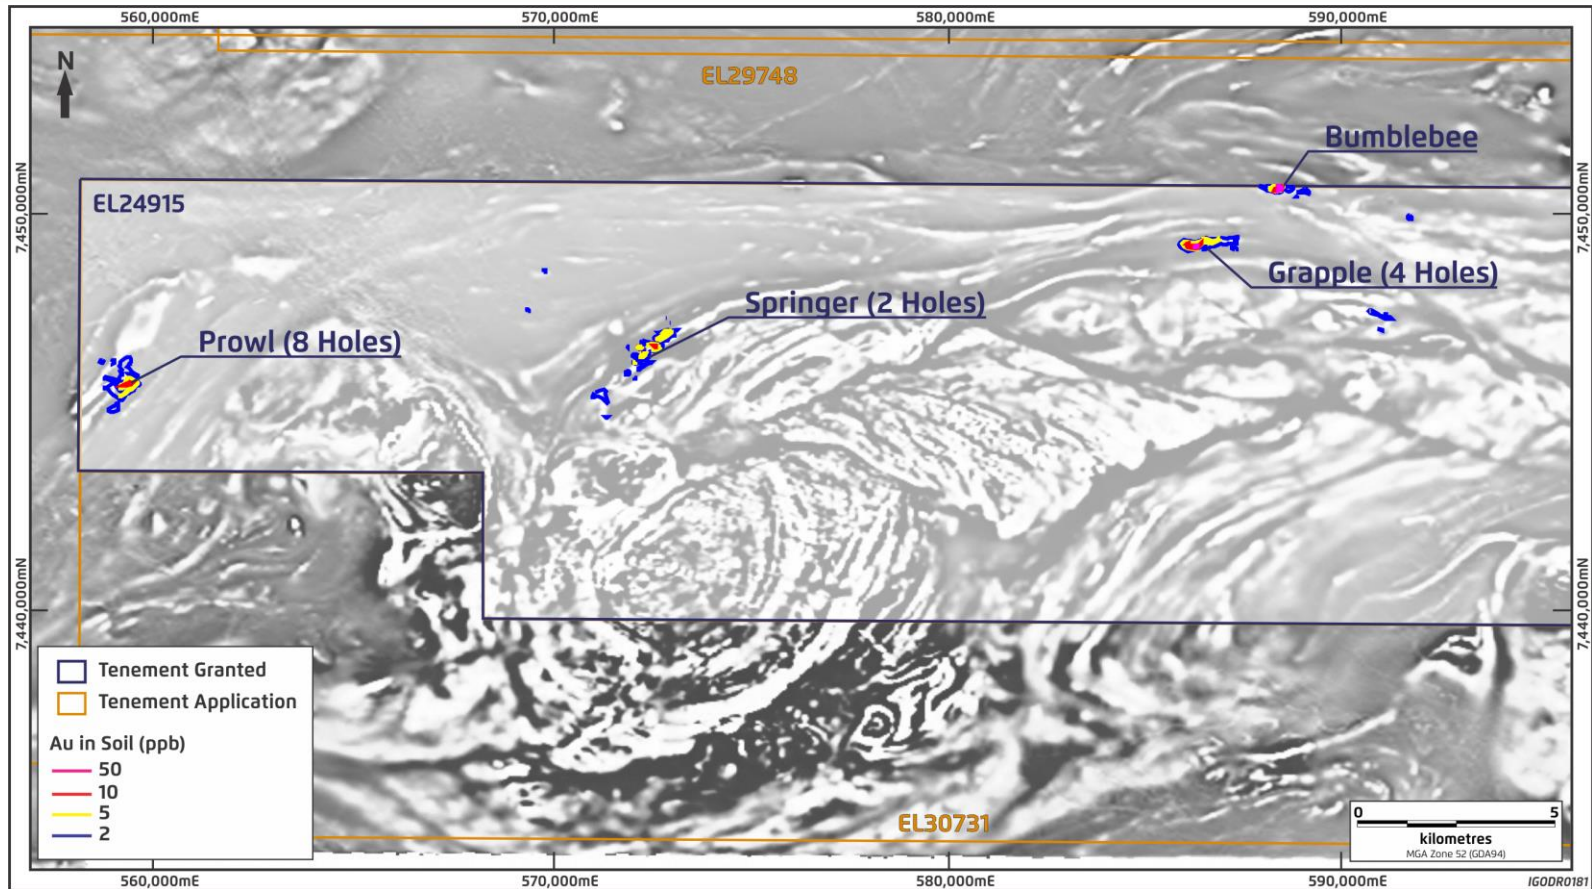 560,000mE
570,000mE
580,000mE
590,000mE
N
EL29748
Bumblebee
EL24915
7,450,000mN
7,450,000mN
Grapple (4 Holes)
Springer (2 Holes)
Prowl (8 Holes)
7,440,000mN
7,440,000mN
Tenement Granted
Tenement Application
Au in Soil (ppb)
50
10
5
2
EL30731
0 5
kilometres
MGA Zone 52 (GDA94)
560,000mE
570,000mE
580,000mE
590,000mE
IGODR0181